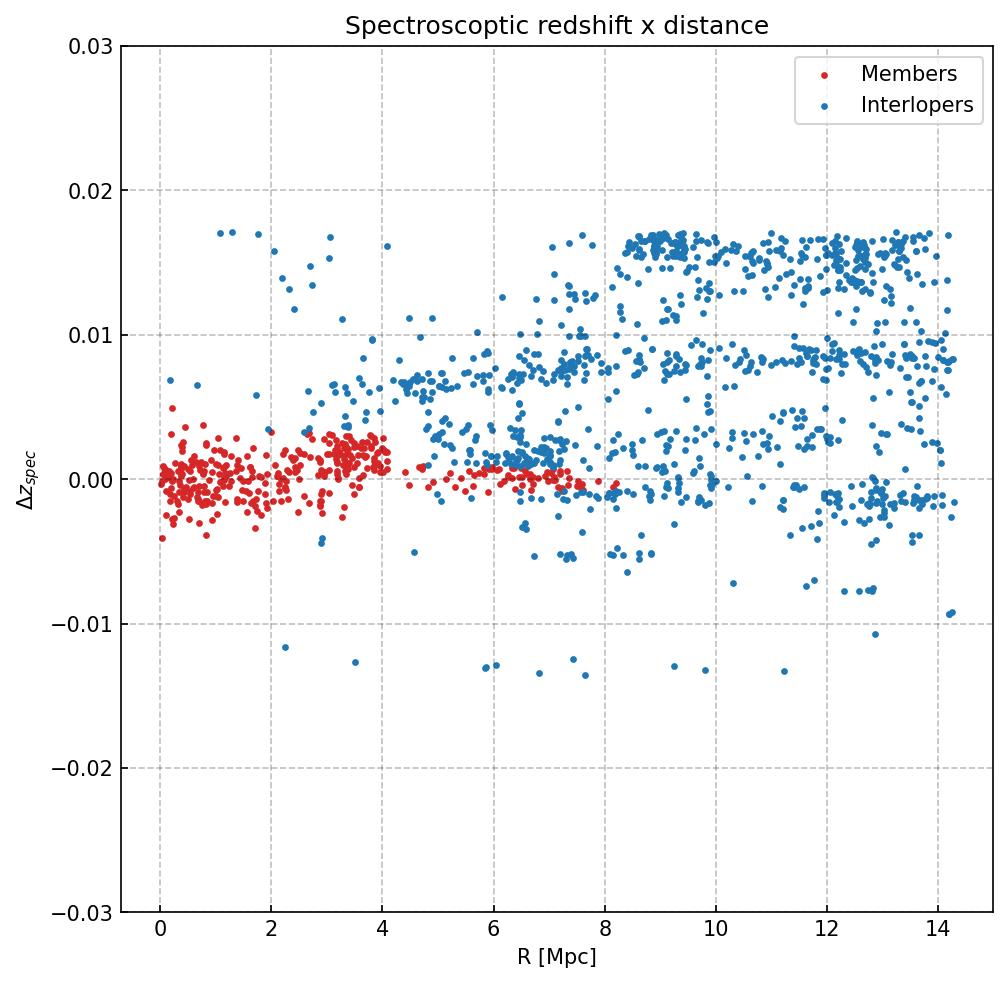 Spectroscoptic redshift x distance
0.03
0.02
0.01
0.00
−0.01
−0.02
−0.03
Δz_spec
Members
Interlopers
0 2 4 6 8 10 12 14
R [Mpc]